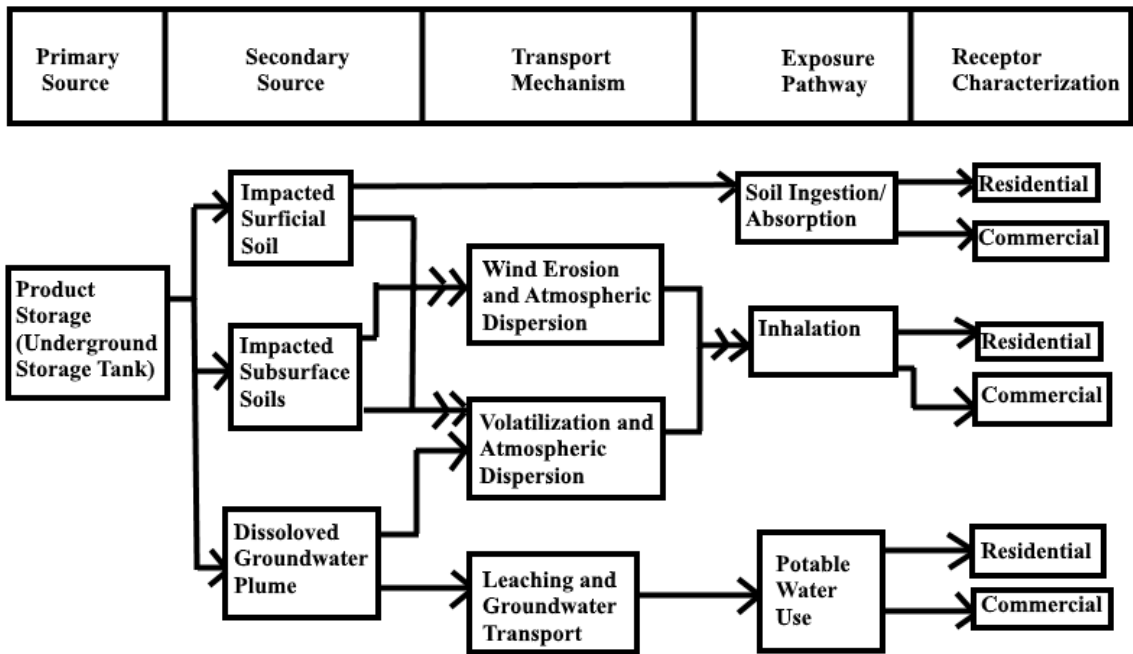 Primary
Source
Secondary
Source
Transport
Mechanism
Exposure
Pathway
Receptor
Characterization
Product
Storage
(Underground
Storage Tank)
Impacted
Surficial
Soil
Impacted
Subsurface
Soils
Dissoloved
Groundwater
Plume
Wind Erosion
and Atmospheric
Dispersion
Volatilization and
Atmospheric
Dispersion
Leaching and
Groundwater
Transport
Soil Ingestion/
Absorption
Inhalation
Potable
Water
Use
Residential
Commercial
Residential
Commercial
Residential
Commercial